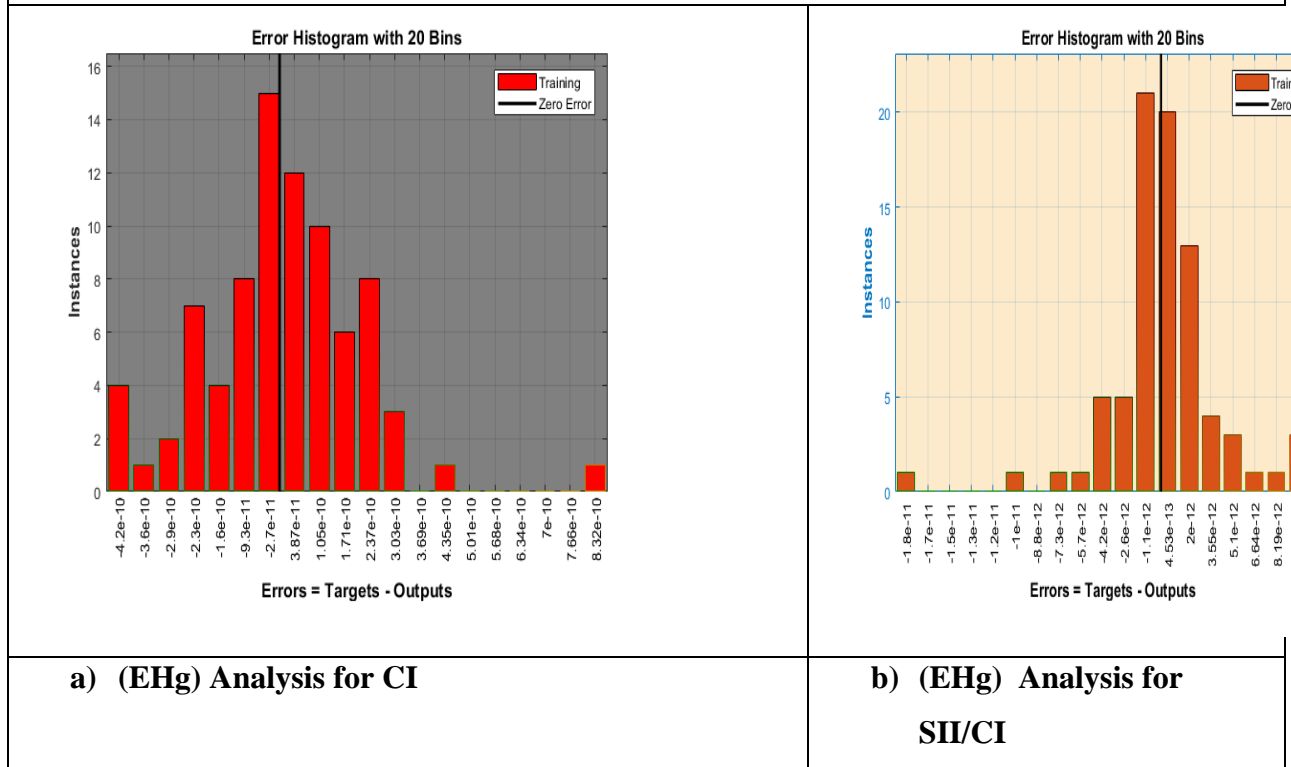 Error Histogram with 20 Bins
16
14
12
10
8
6
4
2
0
Instances
Training
Zero Error
-4.2e-10
-3.6e-10
-2.9e-10
-2.3e-10
-1.6e-10
-9.3e-11
-2.7e-11
3.87e-11
1.05e-10
1.71e-10
2.37e-10
3.03e-10
3.69e-10
4.35e-10
5.01e-10
5.68e-10
6.34e-10
7e-10
7.66e-10
8.32e-10
Errors = Targets - Outputs
a) (EHg) Analysis for CI
Error Histogram with 20 Bins
20
15
10
5
0
Instances
Train
Zero
-1.8e-11
-1.7e-11
-1.5e-11
-1.3e-11
-1.2e-11
-1e-11
-8.8e-12
-7.3e-12
-5.7e-12
-4.2e-12
-2.6e-12
-1.1e-12
4.53e-13
2e-12
3.55e-12
5.1e-12
6.64e-12
8.19e-12
Errors = Targets - Outputs
b) (EHg) Analysis for
SII/CI